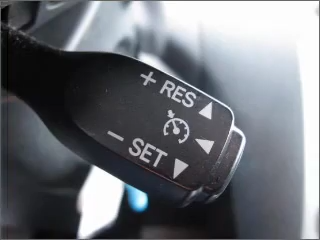 + RES ▲
− SET ▼